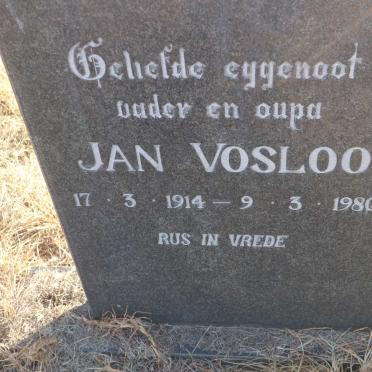 Geliefde eggenoot
vader en oupa
JAN VOSLOO
17 · 3 · 1914 – 9 · 3 · 1980
RUS IN VREDE